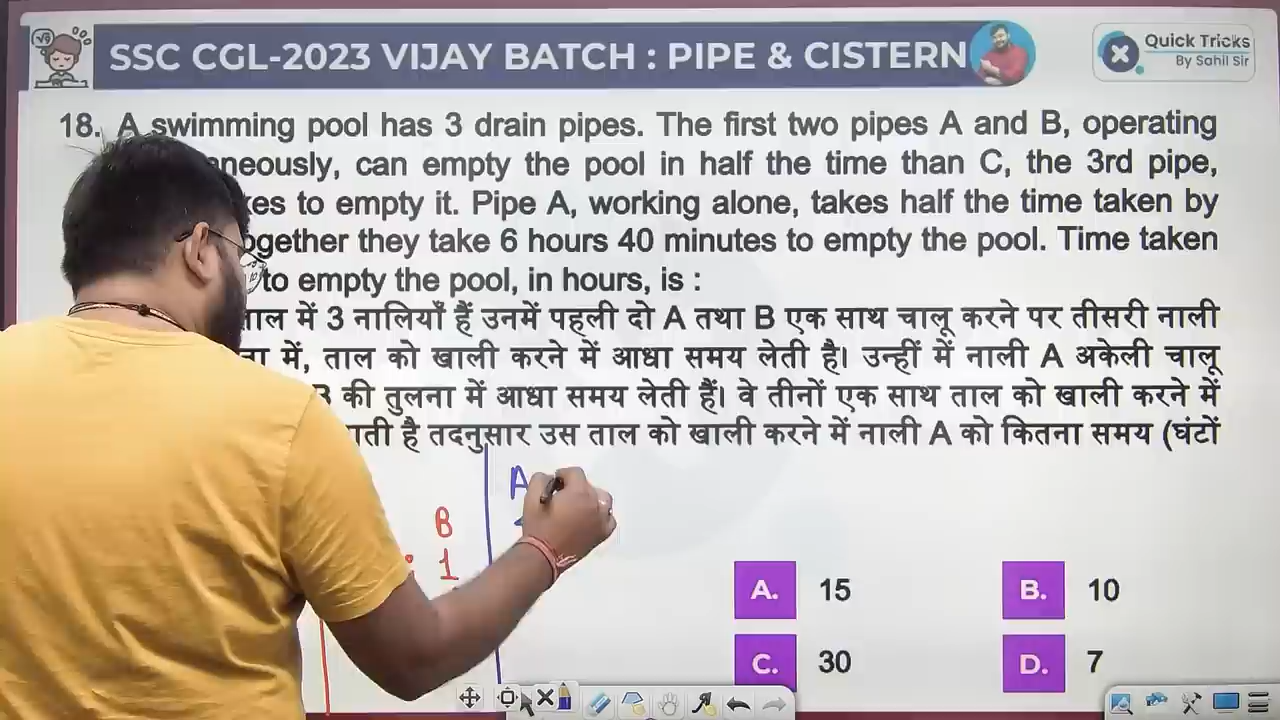 SSC CGL-2023 VIJAY BATCH : PIPE & CISTERN
Quick Tricks
By Sahil Sir
18. A swimming pool has 3 drain pipes. The first two pipes A and B, operating
can empty the pool in half the time than C, the 3rd pipe,
to empty it. Pipe A, working alone, takes half the time taken by
they take 6 hours 40 minutes to empty the pool. Time taken
to empty the pool, in hours, is :
में 3 नालियाँ हैं उनमें पहली दो A तथा B एक साथ चालू करने पर तीसरी नाली
में, ताल को खाली करने में आधा समय लेती है। उन्हीं में नाली A अकेली चालू
की तुलना में आधा समय लेती हैं। वे तीनों एक साथ ताल को खाली करने में
है तदनुसार उस ताल को खाली करने में नाली A को कितना समय (घंटों
A
B
: 1
A. 15
B. 10
C. 30
D. 7